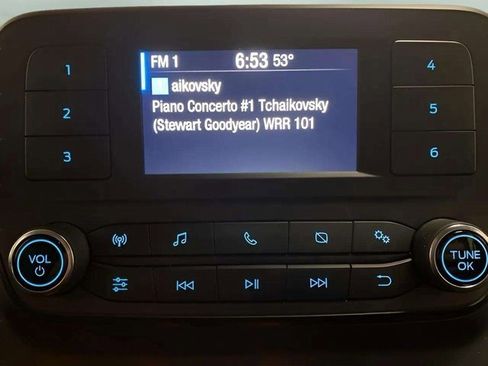 FM 1 6:53 53°
1 aikovsky
Piano Concerto #1 Tchaikovsky
(Stewart Goodyear) WRR 101
1
2
3
4
5
6
VOL
TUNE
OK